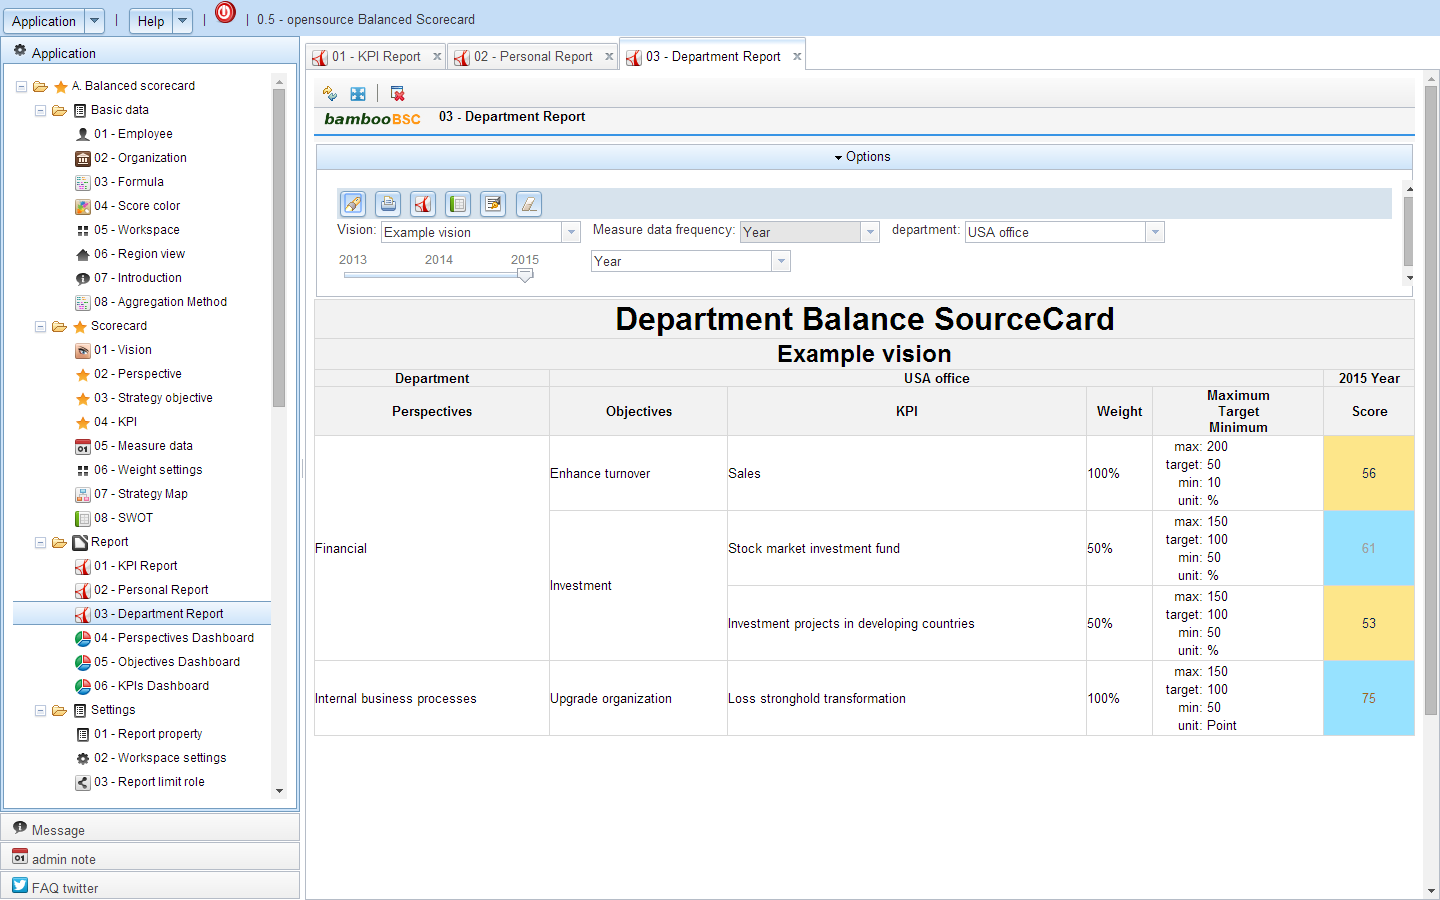 Application
Help
0.5 - opensource Balanced Scorecard
Application
A. Balanced scorecard
Basic data
01 - Employee
02 - Organization
03 - Formula
04 - Score color
05 - Workspace
06 - Region view
07 - Introduction
08 - Aggregation Method
Scorecard
01 - Vision
02 - Perspective
03 - Strategy objective
04 - KPI
05 - Measure data
06 - Weight settings
07 - Strategy Map
08 - SWOT
Report
01 - KPI Report
02 - Personal Report
03 - Department Report
04 - Perspectives Dashboard
05 - Objectives Dashboard
06 - KPIs Dashboard
Settings
01 - Report property
02 - Workspace settings
03 - Report limit role
Message
admin note
FAQ twitter
01 - KPI Report
02 - Personal Report
03 - Department Report
bambooBSC 03 - Department Report
Options
Vision: Example vision Measure data frequency: Year department: USA office
2013 2014 2015 Year
Department Balance SourceCard
Example vision
Department USA office 2015 Year
Perspectives Objectives KPI Weight Maximum Target Minimum Score
Financial
Enhance turnover Sales 100%
max: 200
target: 50
min: 10
unit: %
56
Investment
Stock market investment fund 50%
max: 150
target: 100
min: 50
unit: %
61
Investment projects in developing countries 50%
max: 150
target: 100
min: 50
unit: %
53
Internal business processes Upgrade organization Loss stronghold transformation 100%
max: 150
target: 100
min: 50
unit: Point
75